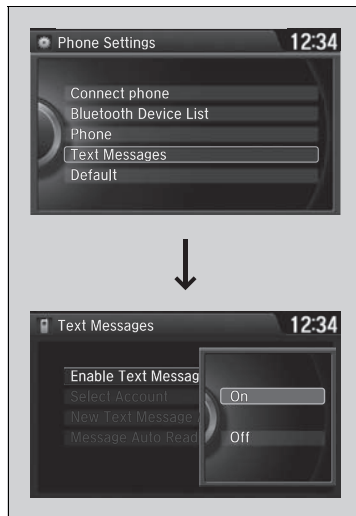 Phone Settings 12:34
Connect phone
Bluetooth Device List
Phone
Text Messages
Default
Text Messages 12:34
Enable Text Messag
Select Account
New Text Message
Message Auto Read
On
Off